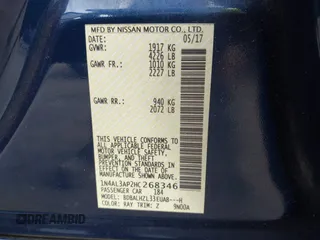 MFD BY NISSAN MOTOR CO., LTD.
DATE: 05/17
GVWR: 1917 KG
4226 LB
GAWR FR.: 1010 KG
2227 LB
GAWR RR.: 940 KG
2072 LB
THIS VEHICLE CONFORMS TO ALL
APPLICABLE FEDERAL MOTOR VEHICLE
SAFETY, BUMPER, AND THEFT
PREVENTION STANDARDS IN EFFECT
ON THE DATE OF MANUFACTURE
SHOWN ABOVE.
1N4AL3AP2HC268346
PASSENGER CAR 184
COLOR: RAY TRIM: Z